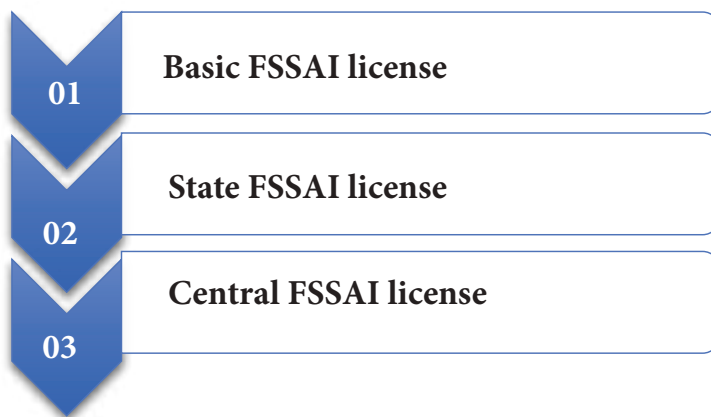 01
Basic FSSAI license
02
State FSSAI license
03
Central FSSAI license